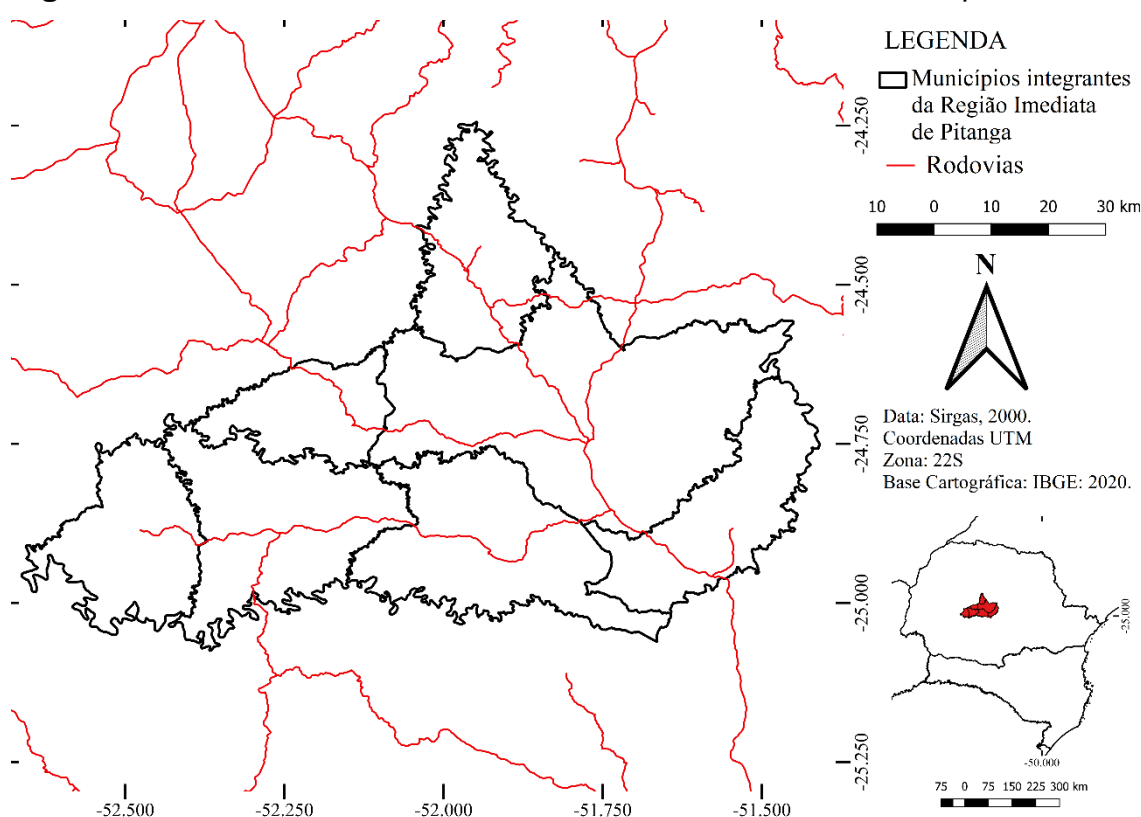 LEGENDA
Municípios integrantes
da Região Imediata
de Pitanga
Rodovias
10 0 10 20 30 km
N
Data: Sirgas, 2000.
Coordenadas UTM
Zona: 22S
Base Cartográfica: IBGE: 2020.
-24.250
-24.500
-24.750
-25.000
-25.250
-52.500 -52.250 -52.000 -51.750 -51.500
-25.000
-50.000
75 0 75 150 225 300 km